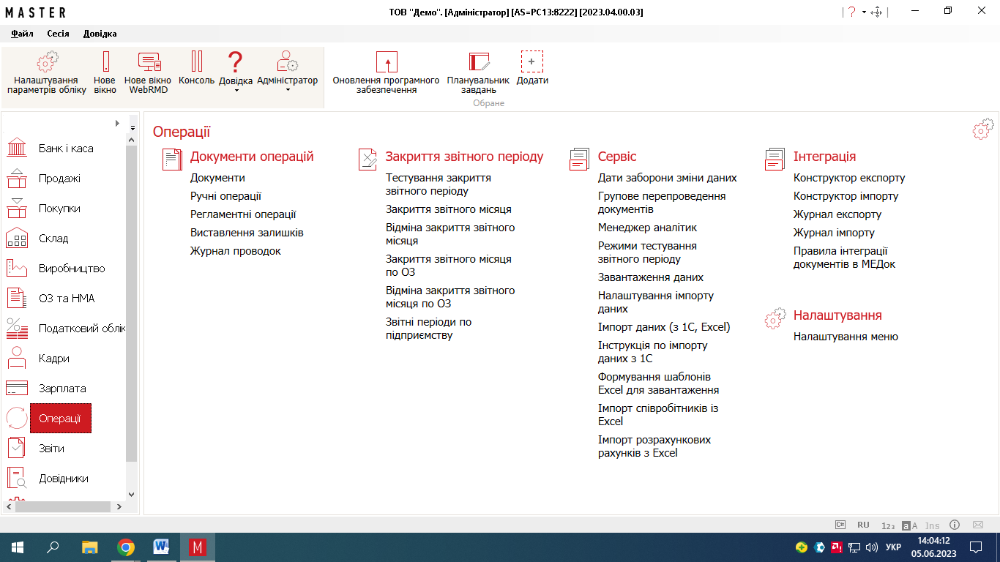 MASTER
ТОВ "Демо". [Адміністратор] [AS=PC13:8222] [2023.04.00.03]
Файл Сесія Довідка
Налаштування
параметрів обліку
Нове
вікно
Нове вікно
WebRMD
Консоль
Довідка
Адміністратор
Оновлення програмного
забезпечення
Планувальник
завдань
Додати
Обране
Банк і каса
Продажі
Покупки
Склад
Виробництво
ОЗ та НМА
Податковий облік
Кадри
Зарплата
Операції
Звіти
Довідники
Операції
Документи операцій
Документи
Ручні операції
Регламентні операції
Виставлення залишків
Журнал проводок
Закриття звітного періоду
Тестування закриття
звітного періоду
Закриття звітного місяця
Відміна закриття звітного
місяця
Закриття звітного місяця
по ОЗ
Відміна закриття звітного
місяця по ОЗ
Звітні періоди по
підприємству
Сервіс
Дати заборони зміни даних
Групове перепроведення
документів
Менеджер аналітик
Режими тестування
звітного періоду
Завантаження даних
Налаштування імпорту
даних
Імпорт даних (з 1С, Excel)
Інструкція по імпорту
даних з 1С
Формування шаблонів
Excel для завантаження
Імпорт співробітників із
Excel
Імпорт розрахункових
рахунків з Excel
Інтеграція
Конструктор експорту
Конструктор імпорту
Журнал експорту
Журнал імпорту
Правила інтеграції
документів в МЕДок
Налаштування
Налаштування меню
C# RU 123 aA Ins
W M УКР
14:04:12
05.06.2023